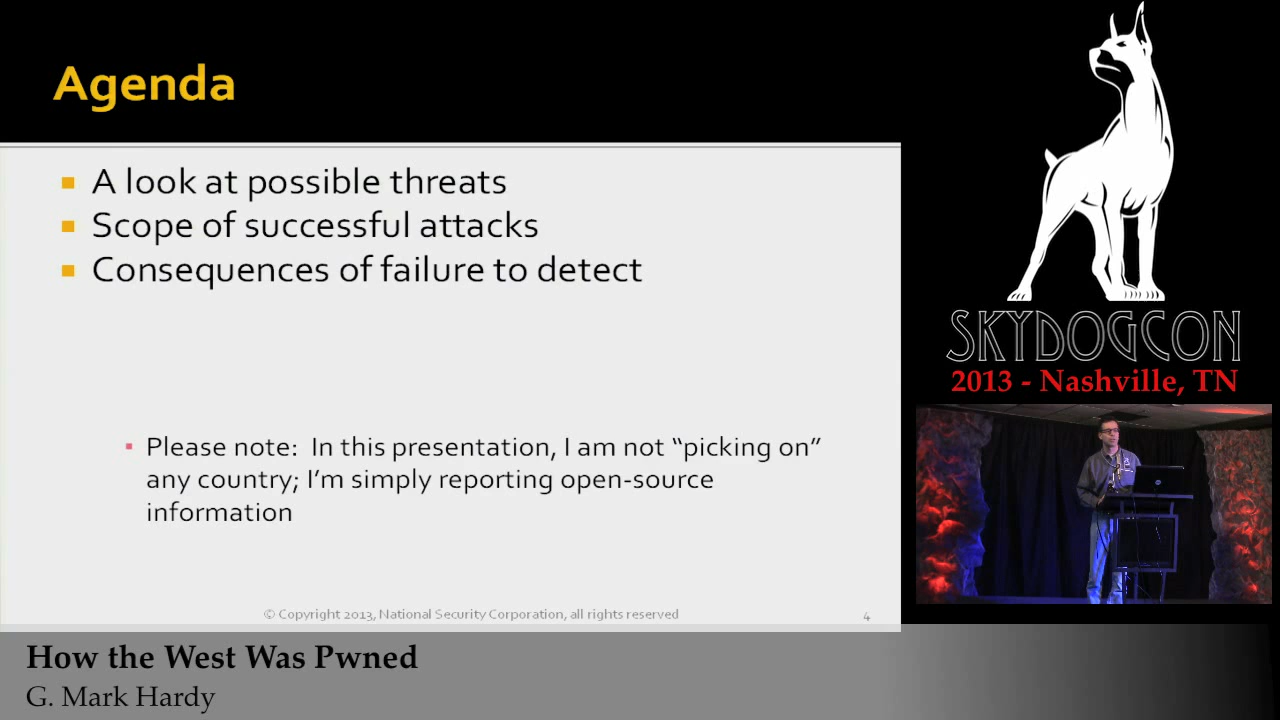 Agenda
A look at possible threats
Scope of successful attacks
Consequences of failure to detect
Please note:  In this presentation, I am not “picking on”
any country; I’m simply reporting open-source
information
© Copyright 2013, National Security Corporation, all rights reserved
4
SKYDOGCON
2013 - Nashville, TN
How the West Was Pwned
G. Mark Hardy